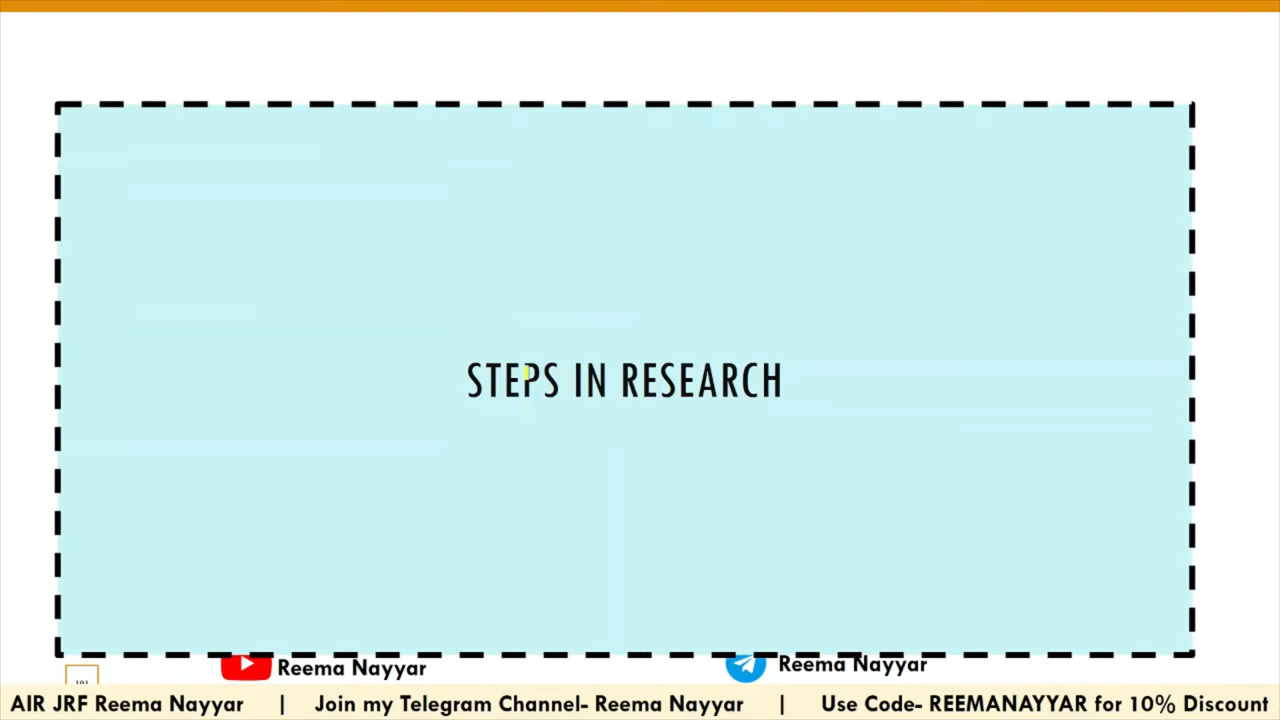 STEPS IN RESEARCH
Reema Nayyar
Reema Nayyar
AIR JRF Reema Nayyar | Join my Telegram Channel- Reema Nayyar | Use Code- REEMANAYYAR for 10% Discount